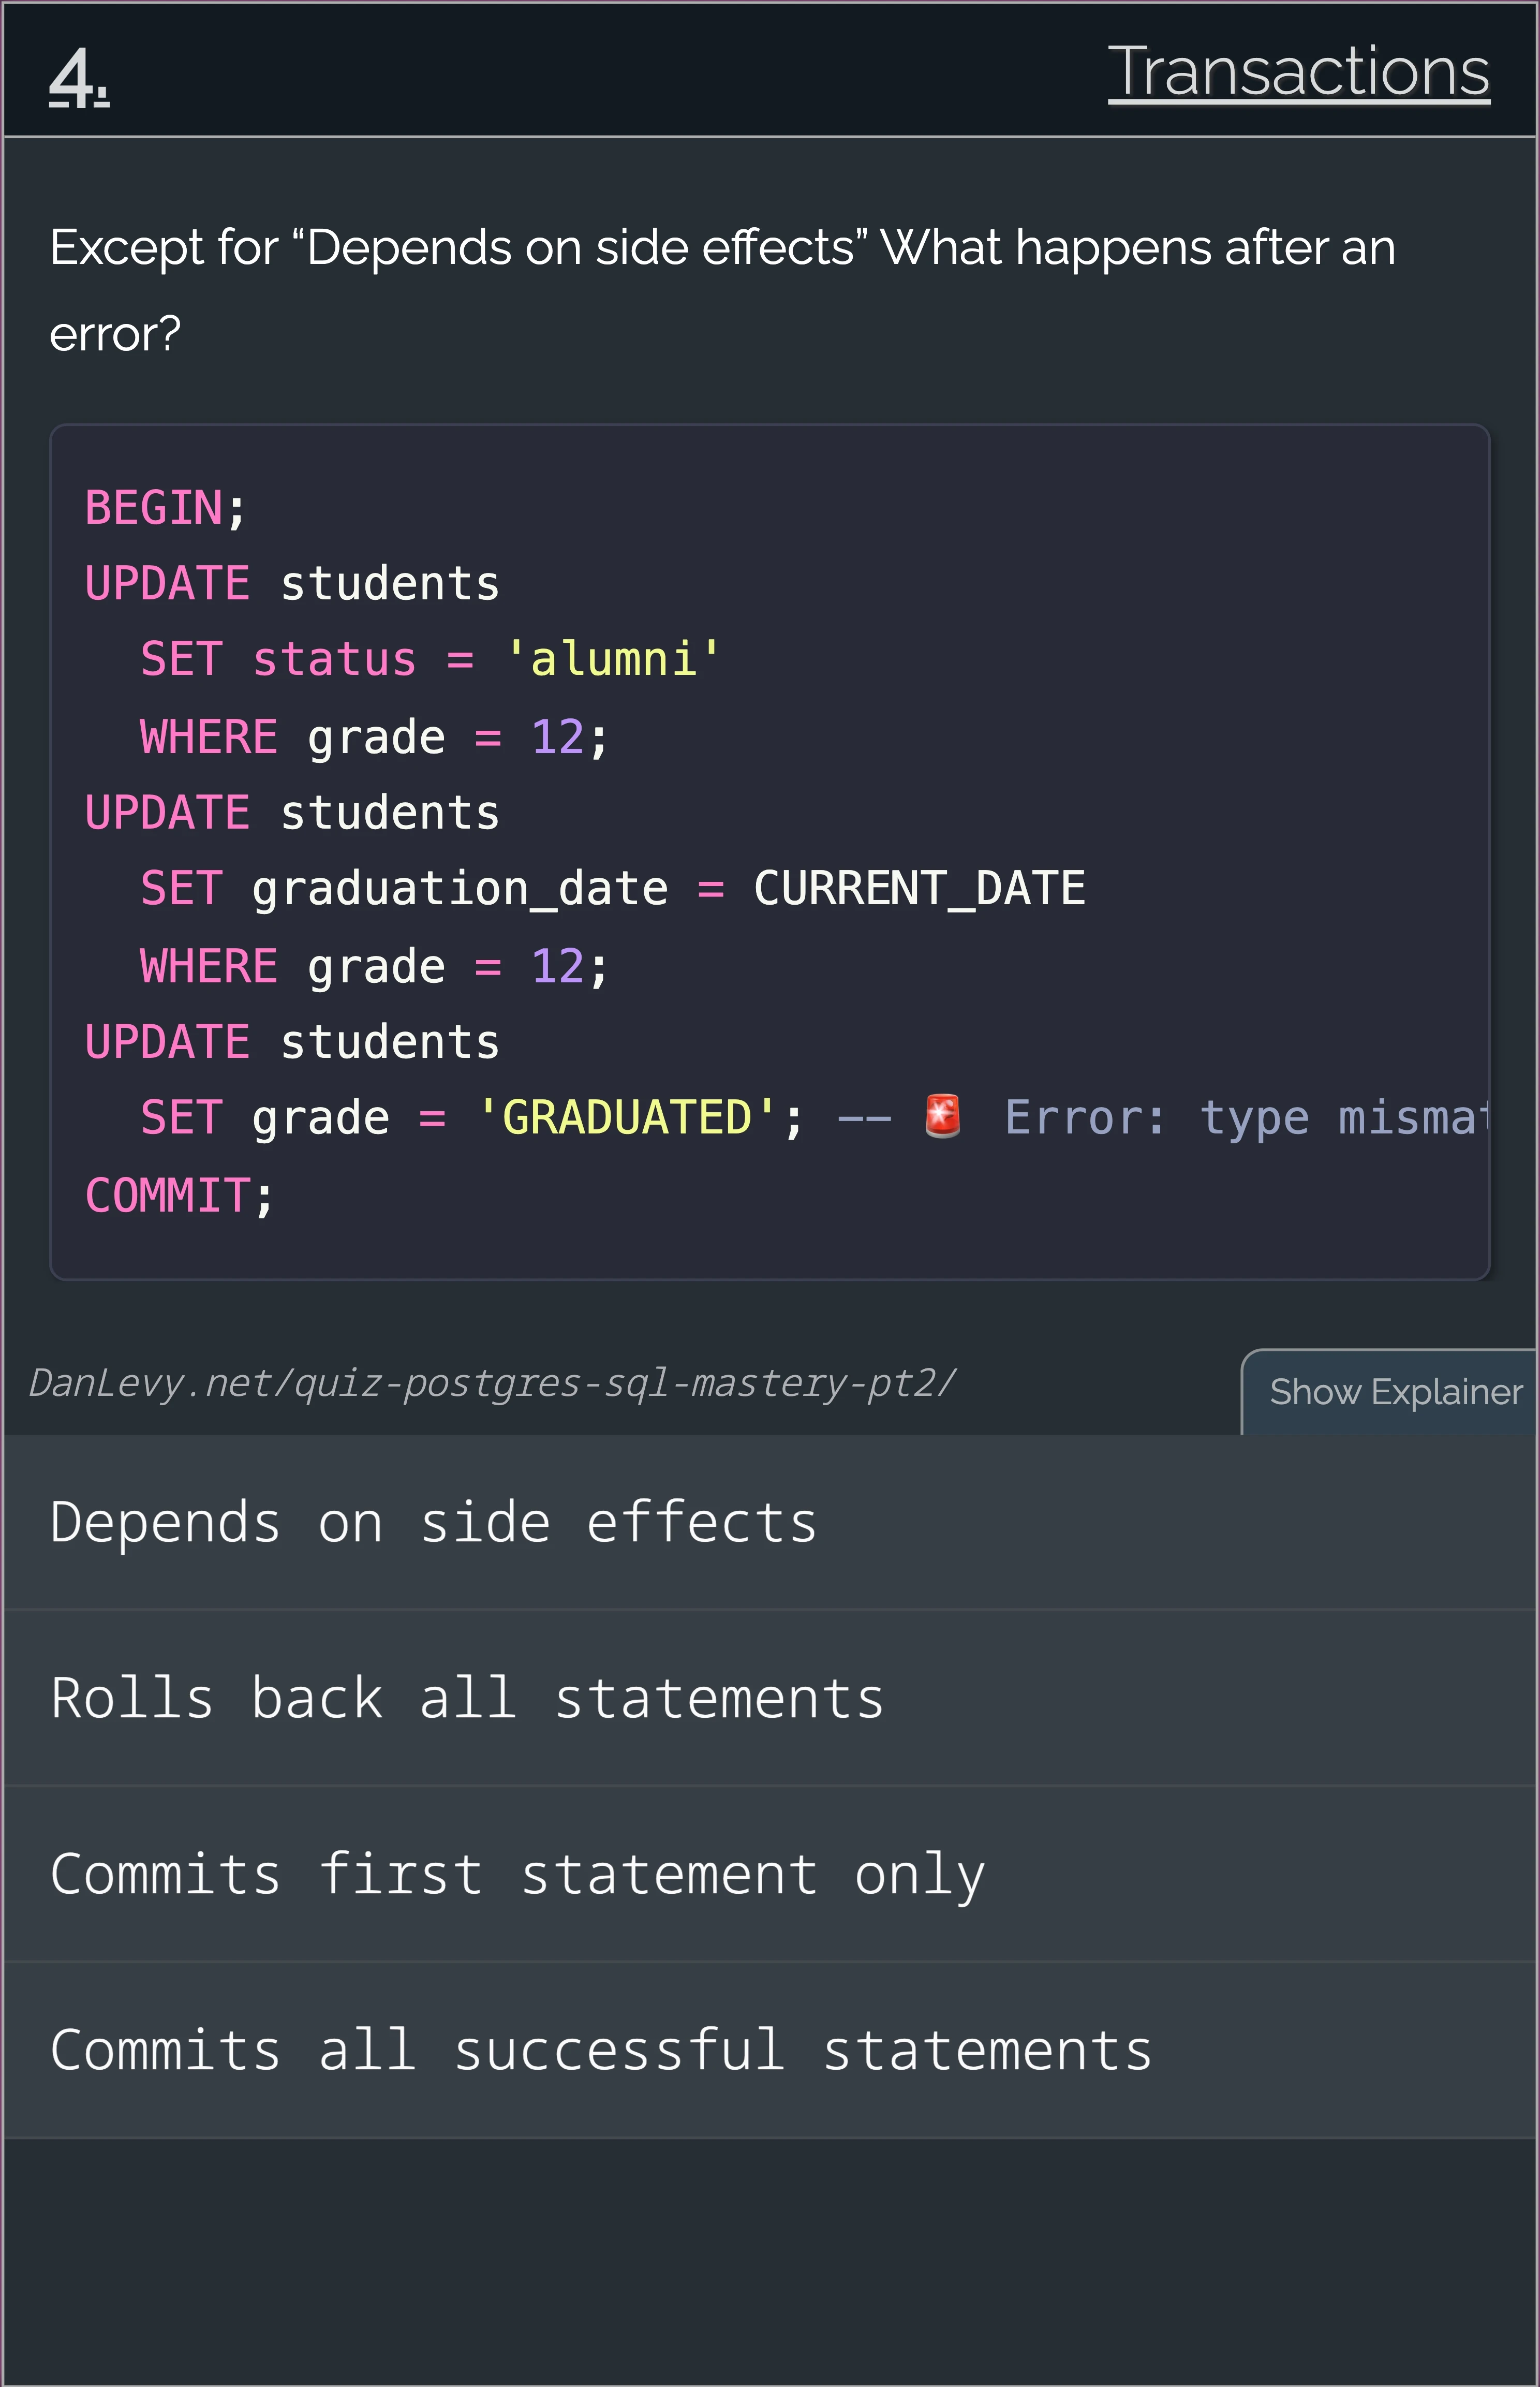 4.
Transactions
Except for “Depends on side effects” What happens after an
error?
BEGIN;
UPDATE students
  SET status = 'alumni'
  WHERE grade = 12;
UPDATE students
  SET graduation_date = CURRENT_DATE
  WHERE grade = 12;
UPDATE students
  SET grade = 'GRADUATED'; -- 🚨 Error: type mismat
COMMIT;
DanLevy.net/quiz-postgres-sql-mastery-pt2/
Show Explainer
Depends on side effects
Rolls back all statements
Commits first statement only
Commits all successful statements